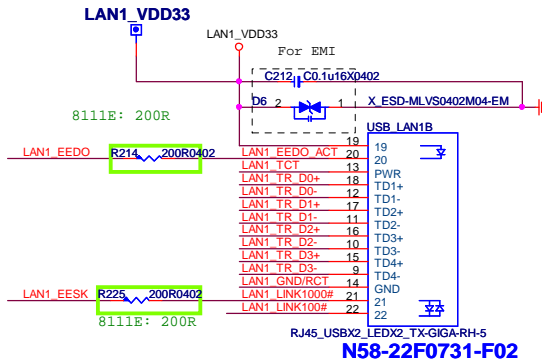 LAN1_VDD33
LAN1_VDD33
For EMI
C212 C0.1u16X0402
D6 2 1 X_ESD-MLVS0402M04-EM
8111E: 200R
USB_LAN1B
19 19
LAN1_EEDO R214 200R0402 LAN1_EEDO_ACT 20 20
LAN1_TCT 13 PWR
LAN1_TR_D0+ 18 TD1+
LAN1_TR_D0- 12 TD1-
LAN1_TR_D1+ 17 TD2+
LAN1_TR_D1- 11 TD2-
LAN1_TR_D2+ 16 TD3+
LAN1_TR_D2- 10 TD3-
LAN1_TR_D3+ 15 TD4+
LAN1_TR_D3- 9 TD4-
LAN1_GND/RCT 14 GND
LAN1_EESK R225 200R0402 LAN1_LINK1000# 21 21
LAN1_LINK100# 22 22
8111E: 200R
RJ45_USBX2_LEDX2_TX-GIGA-RH-5
N58-22F0731-F02